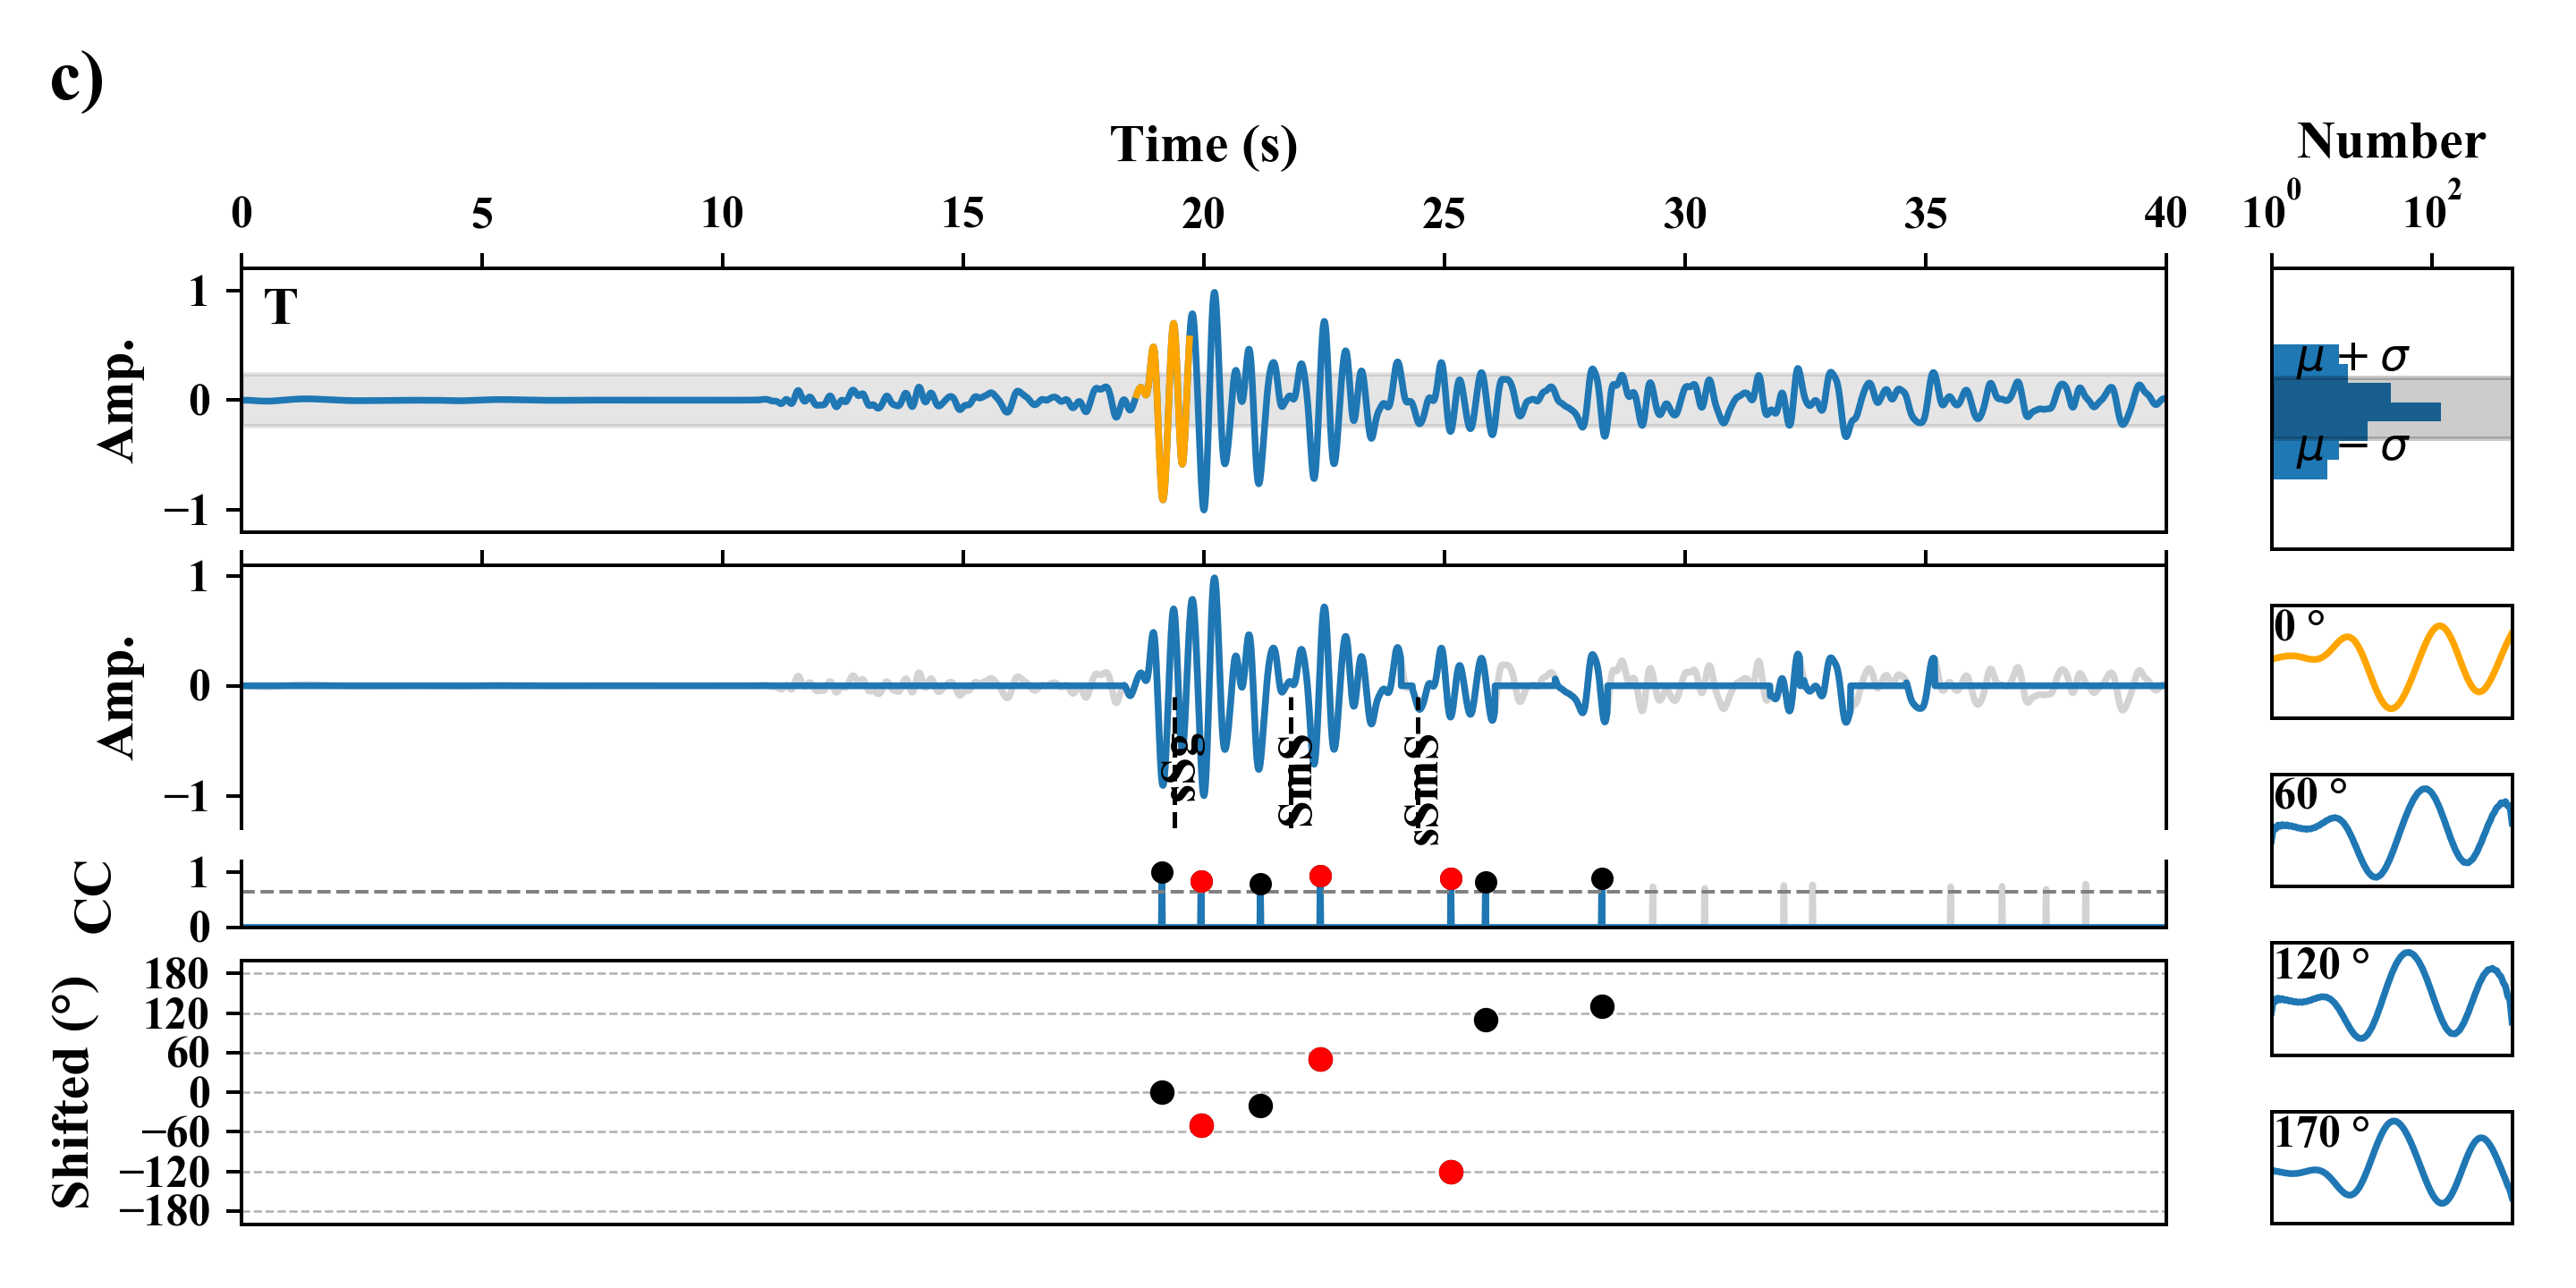 c)
Time (s)
Number
0 5 10 15 20 25 30 35 40
10^0 10^2
T
Amp.
1
0
−1
μ + σ
μ − σ
Amp.
1
0
−1
sSg
SmS
sSmS
0 °
60 °
CC
1
0
120 °
Shifted (°)
180
120
60
0
−60
−120
−180
170 °